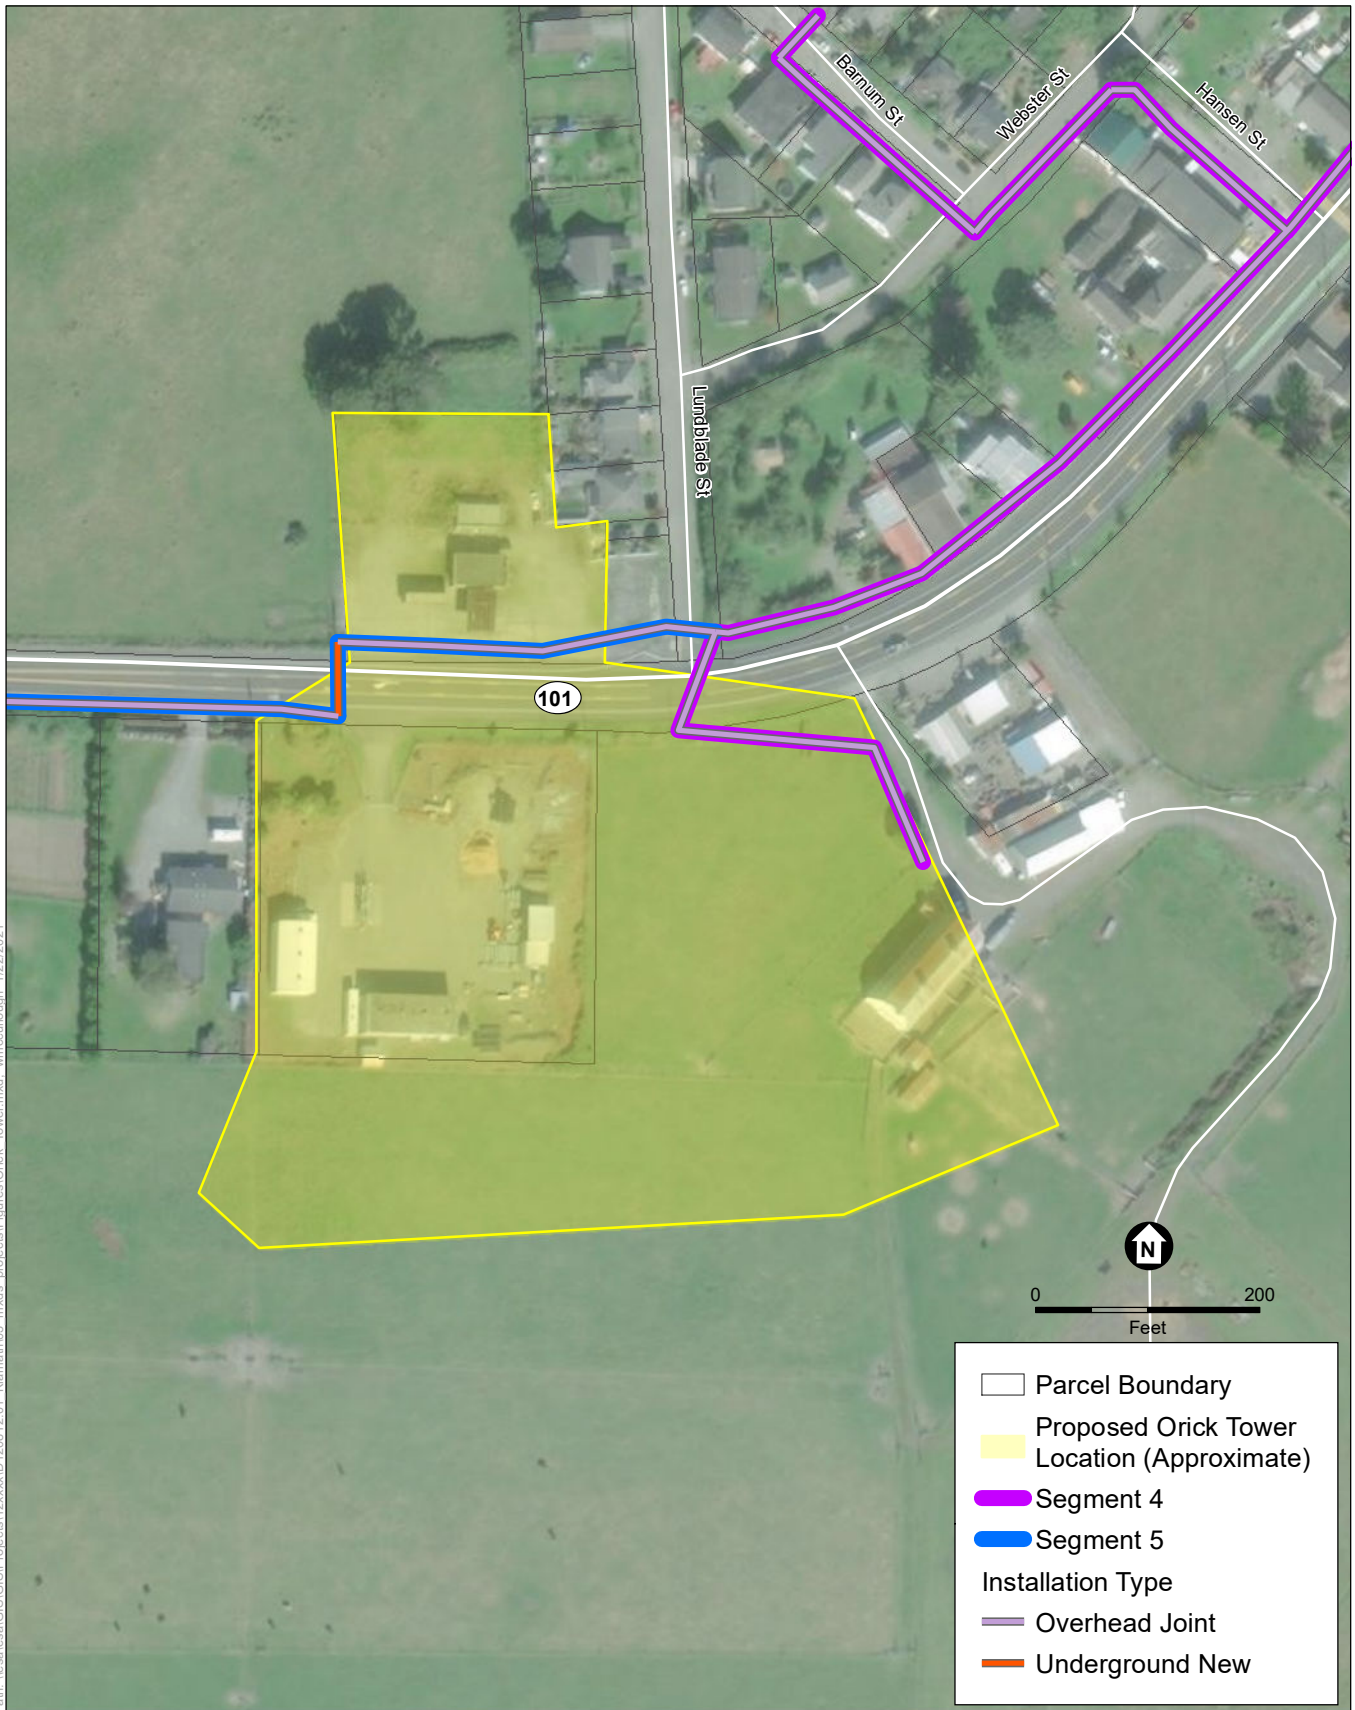 Barnum St
Webster St
Hansen St
Lundblade St
101
N
0 200
Feet
Parcel Boundary
Proposed Orick Tower
Location (Approximate)
Segment 4
Segment 5
Installation Type
Overhead Joint
Underground New